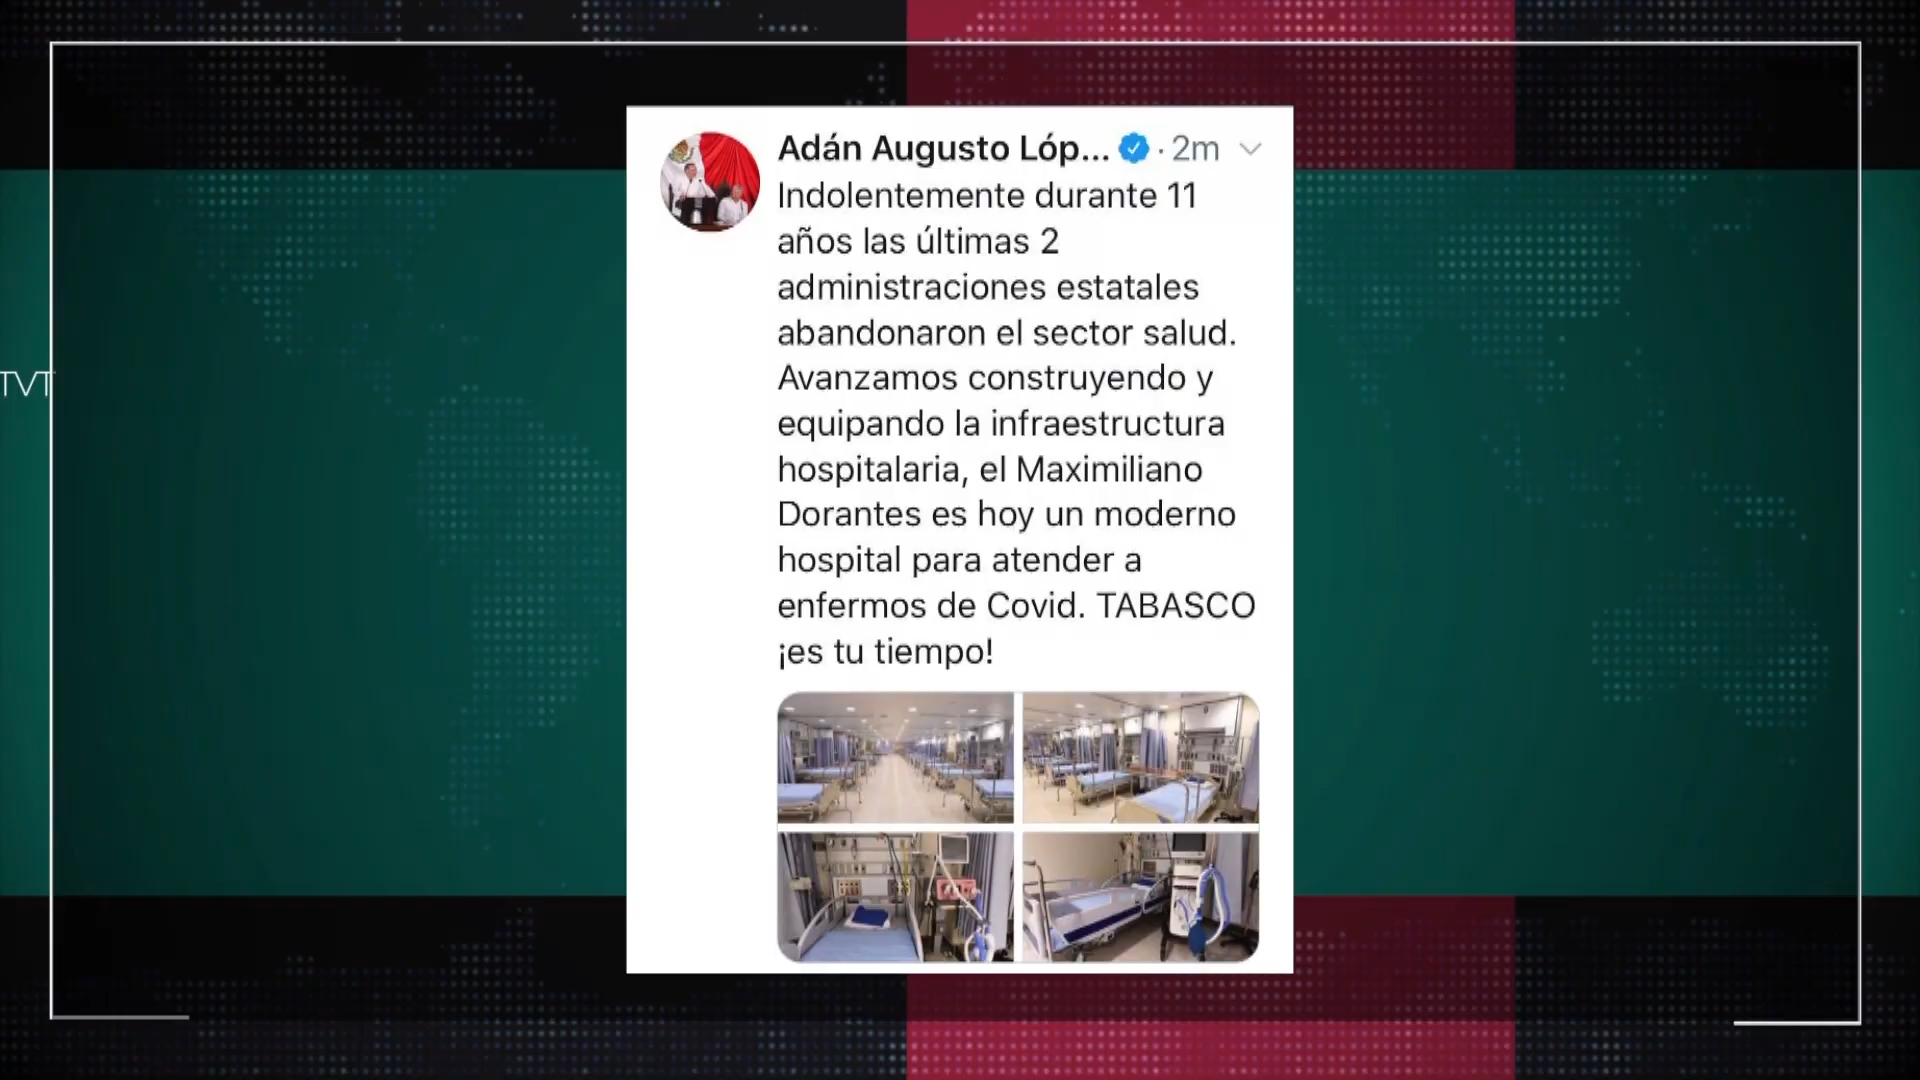 Adán Augusto Lóp... · 2m
Indolentemente durante 11
años las últimas 2
administraciones estatales
abandonaron el sector salud.
Avanzamos construyendo y
equipando la infraestructura
hospitalaria, el Maximiliano
Dorantes es hoy un moderno
hospital para atender a
enfermos de Covid. TABASCO
¡es tu tiempo!
TVT